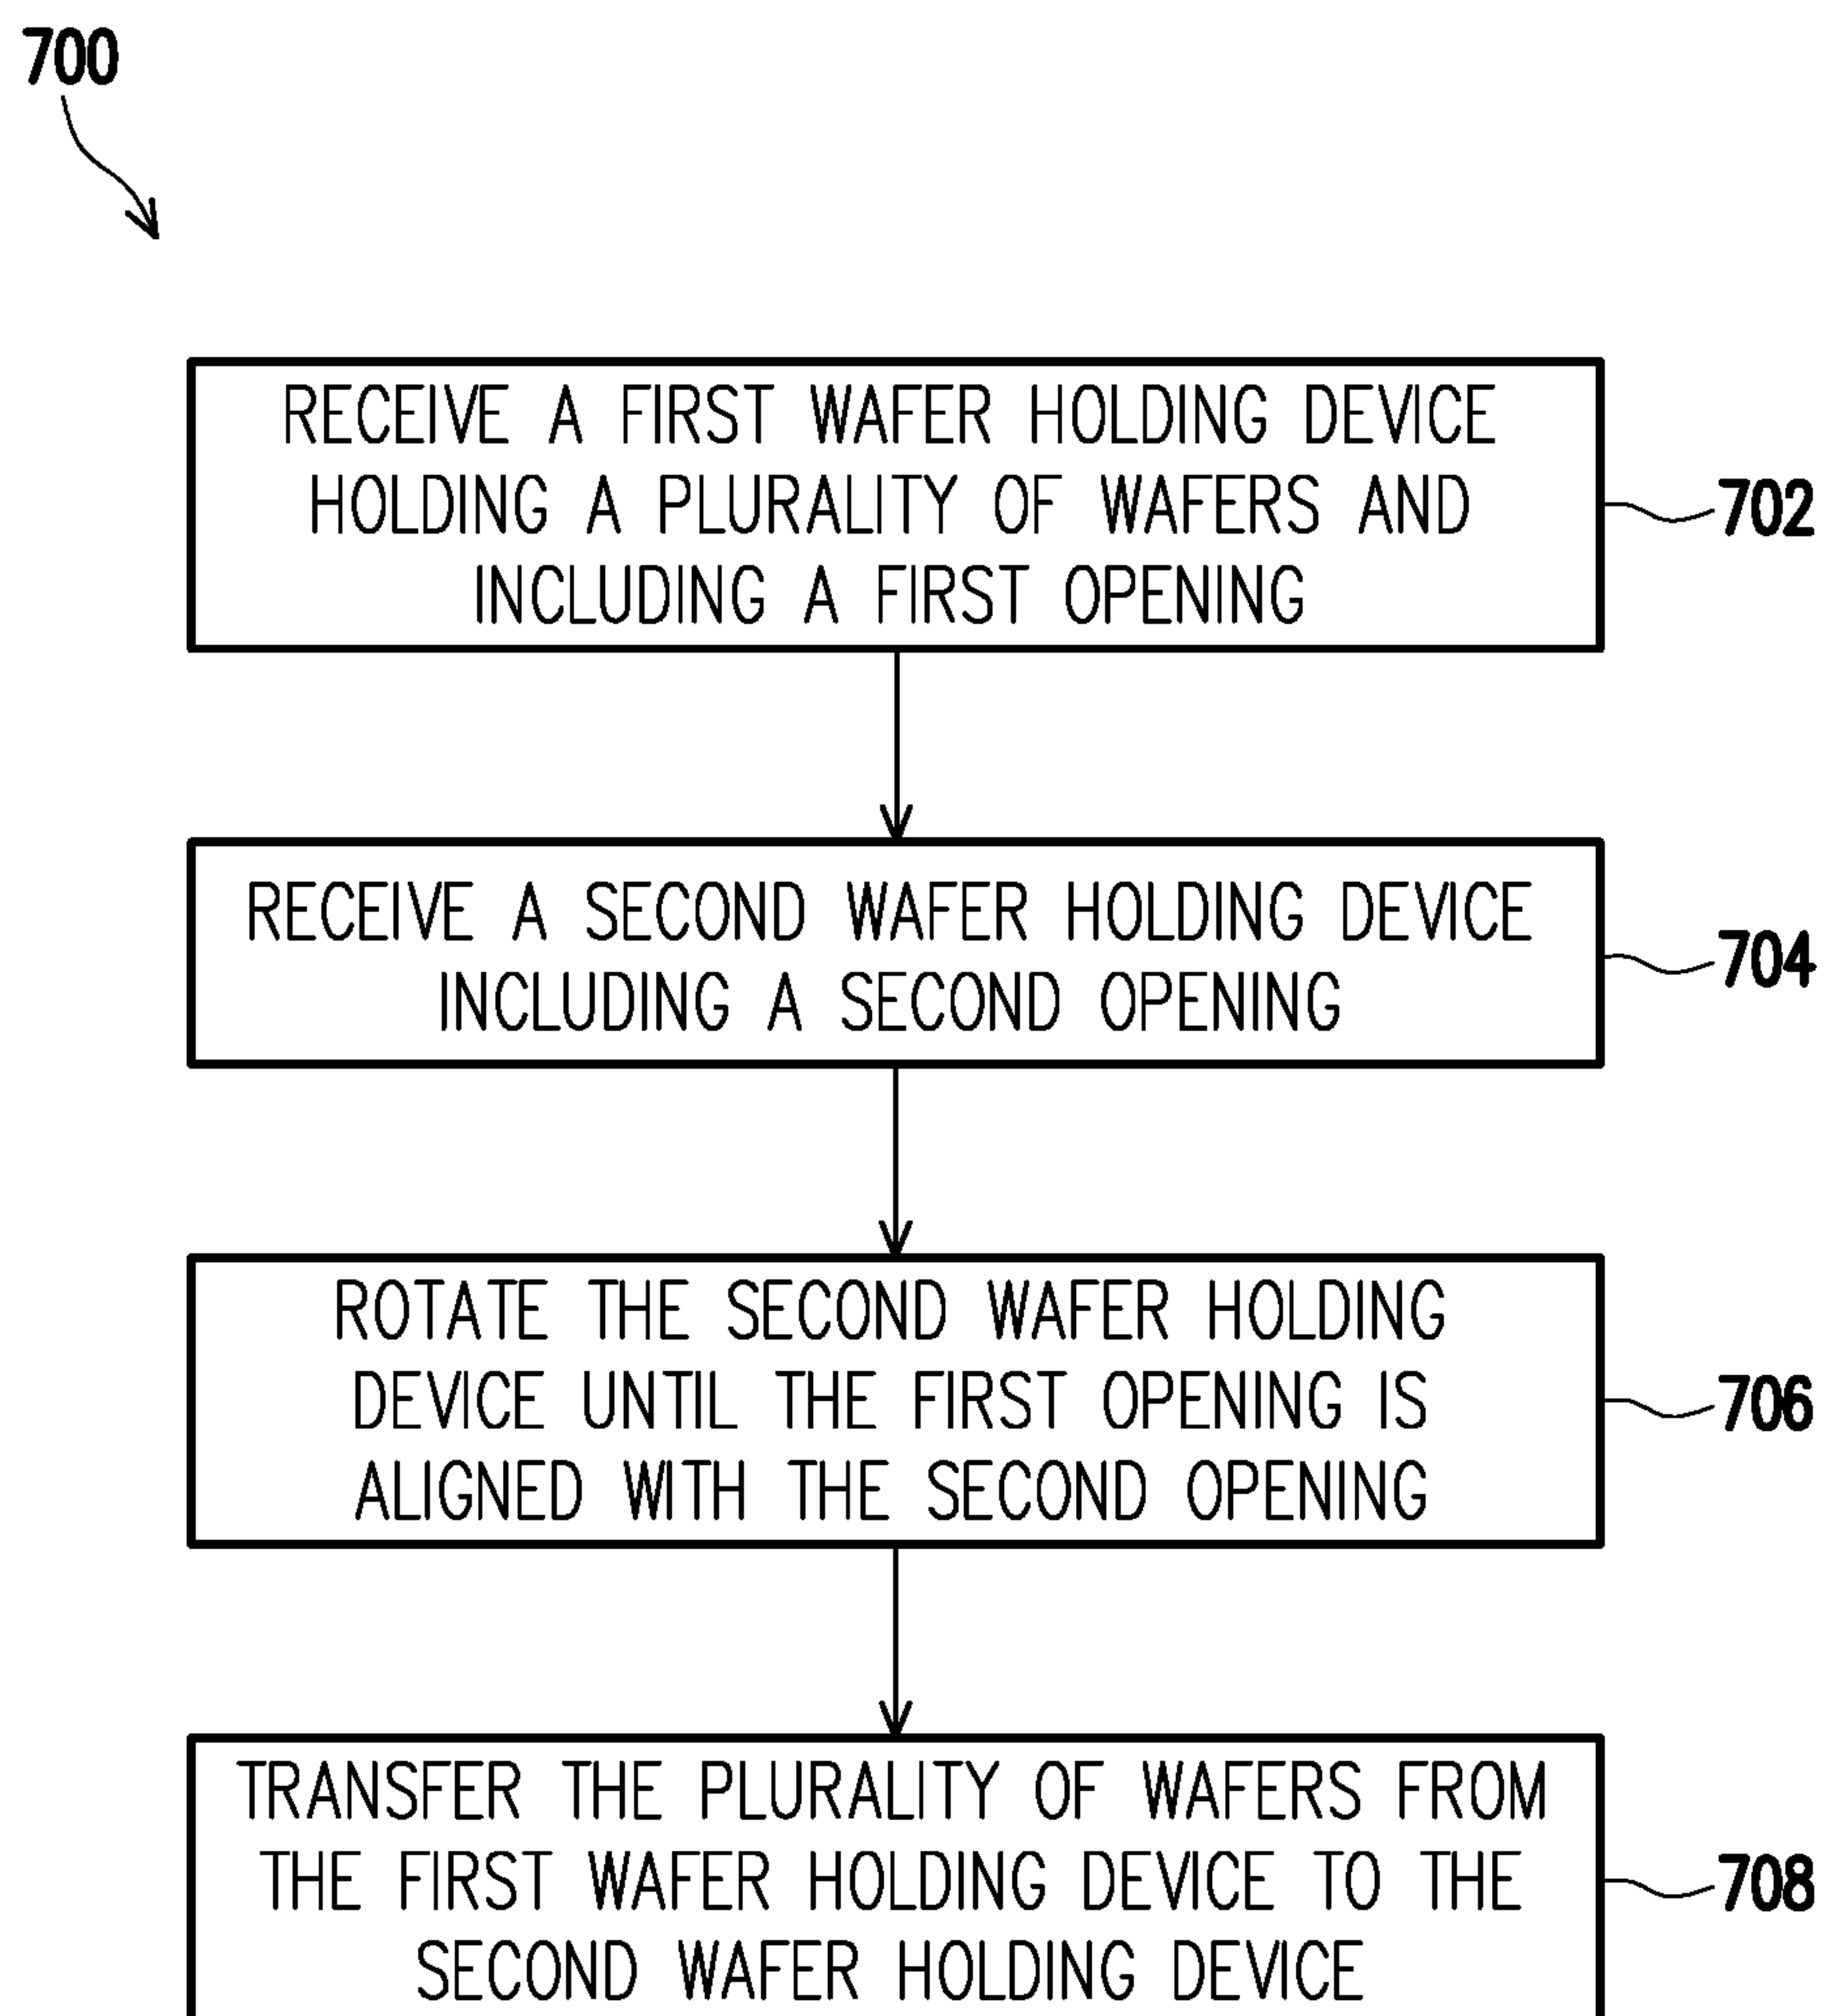 700
RECEIVE A FIRST WAFER HOLDING DEVICE
HOLDING A PLURALITY OF WAFERS AND
INCLUDING A FIRST OPENING
702
RECEIVE A SECOND WAFER HOLDING DEVICE
INCLUDING A SECOND OPENING
704
ROTATE THE SECOND WAFER HOLDING
DEVICE UNTIL THE FIRST OPENING IS
ALIGNED WITH THE SECOND OPENING
706
TRANSFER THE PLURALITY OF WAFERS FROM
THE FIRST WAFER HOLDING DEVICE TO THE
SECOND WAFER HOLDING DEVICE
708